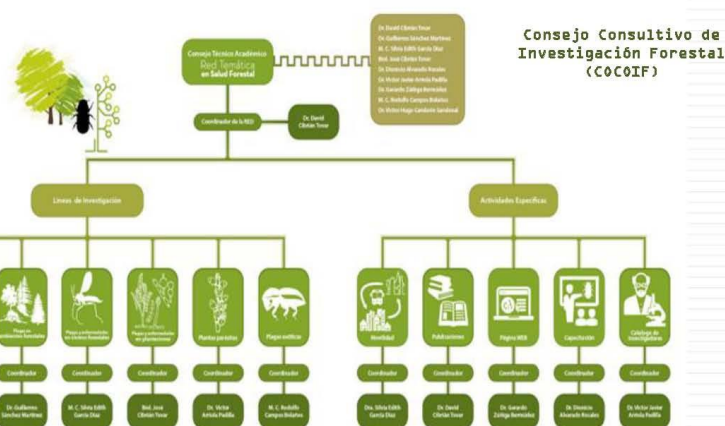 Consejo Consultivo de
Investigación Forestal
(COCOIF)
Consejo Técnico Académico
Red Temática
en Salud Forestal
Dr. David Cibrián Tovar
Dr. Guillermo Sánchez Martínez
M. C. Silvia Edith García Díaz
Biol. José Cibrián Tovar
Dr. Dionicio Alvarado Rosales
Dr. Víctor Javier Arriola Padilla
Dr. Gerardo Zúñiga Bermúdez
M. C. Rodolfo Campos Bolaños
Dr. Víctor Hugo Sandoval
Coordinador de la RED
Dr. David
Cibrián Tovar
Líneas de Investigación
Actividades Específicas
Plagas en
forestales
Plagas y enfermedades
en viveros forestales
Plagas y enfermedades
en plantaciones
Plantas parásitas
Plagas exóticas
Movilidad
Publicaciones
Página WEB
Capacitación
Catálogo de
Investigadores
Coordinador
Coordinador
Coordinador
Coordinador
Coordinador
Coordinador
Coordinador
Coordinador
Coordinador
Coordinador
Dr. Guillermo
Sánchez Martínez
M. C. Silvia Edith
García Díaz
Biol. José
Cibrián Tovar
Dr. Víctor
Arriola Padilla
M. C. Rodolfo
Campos Bolaños
Dra. Silvia Edith
García Díaz
Dr. David
Cibrián Tovar
Dr. Gerardo
Zúñiga Bermúdez
Dr. Dionicio
Alvarado Rosales
Dr. Víctor Javier
Arriola Padilla